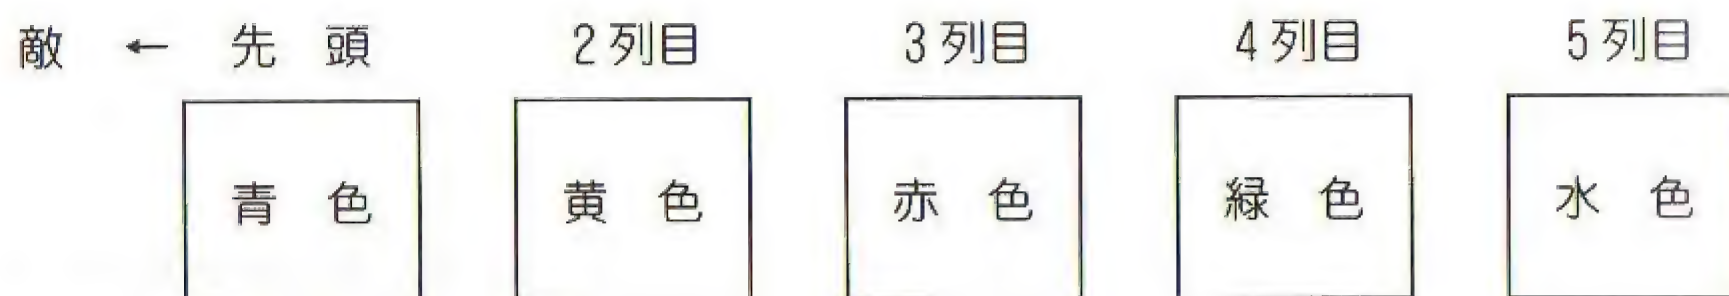 敵 ← 先 頭 2列目 3列目 4列目 5列目
青 色 黄 色 赤 色 緑 色 水 色